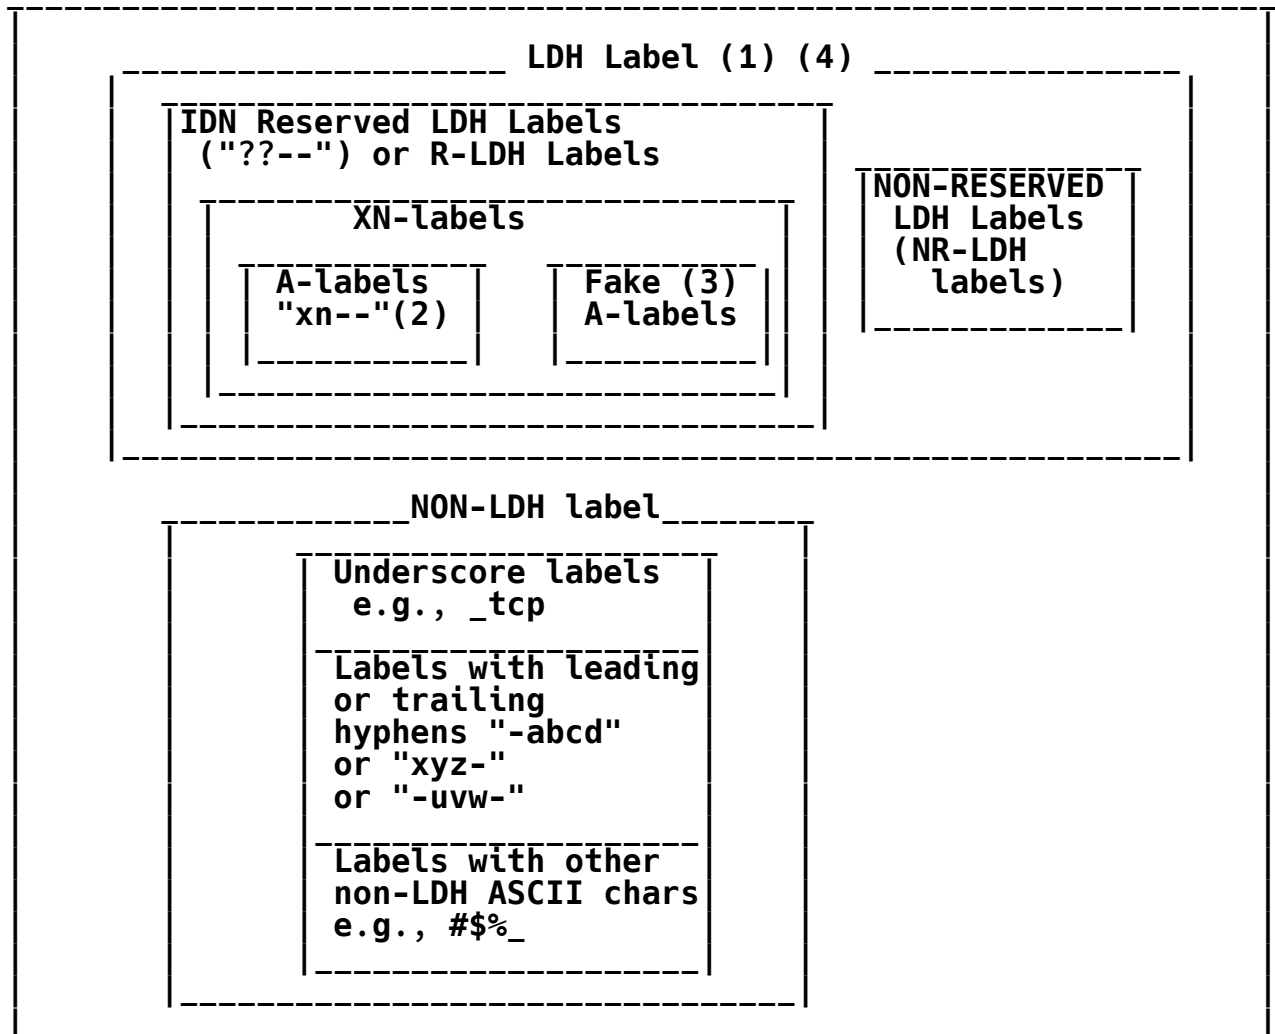 LDH Label (1) (4)
IDN Reserved LDH Labels
("??--") or R-LDH Labels
NON-RESERVED
XN-labels
LDH Labels
(NR-LDH
A-labels Fake (3) labels)
"xn--"(2) A-labels
NON-LDH label
Underscore labels
e.g., _tcp
Labels with leading
or trailing
hyphens "-abcd"
or "xyz-"
or "-uvw-"
Labels with other
non-LDH ASCII chars
e.g., #$%_